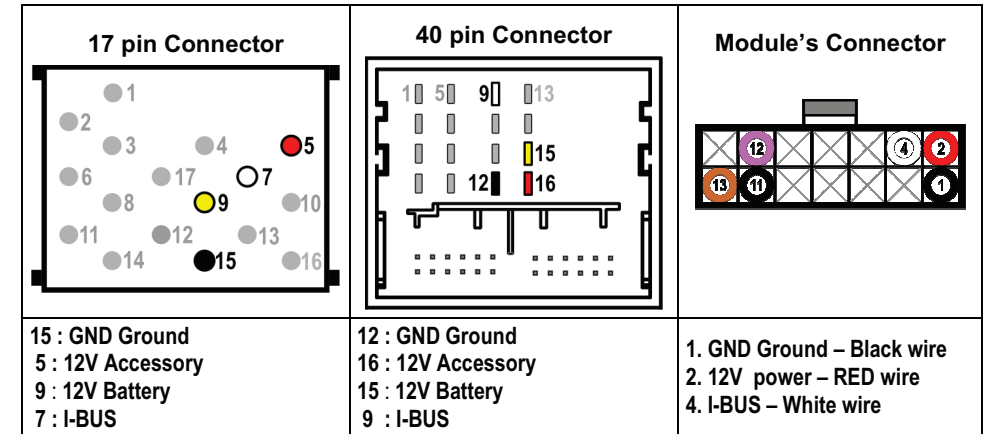 17 pin Connector
1
2
3
4
5
6
17
7
8
9
10
11
12
13
14
15
16
15 : GND Ground
5 : 12V Accessory
9 : 12V Battery
7 : I-BUS
40 pin Connector
1 5 9 13
15
12 16
12 : GND Ground
16 : 12V Accessory
15 : 12V Battery
9 : I-BUS
Module's Connector
12 4 2
13 11 1
1. GND Ground – Black wire
2. 12V power – RED wire
4. I-BUS – White wire